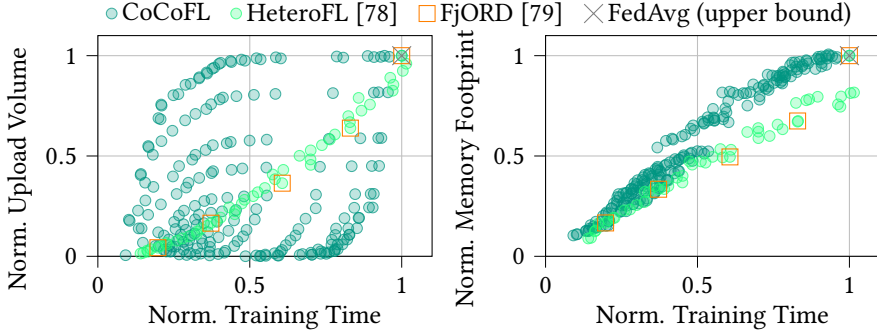 CoCoFL HeteroFL [78] FjORD [79] FedAvg (upper bound)
Norm. Upload Volume
1
0.5
0
0 0.5 1
Norm. Training Time
Norm. Memory Footprint
1
0.5
0
0 0.5 1
Norm. Training Time